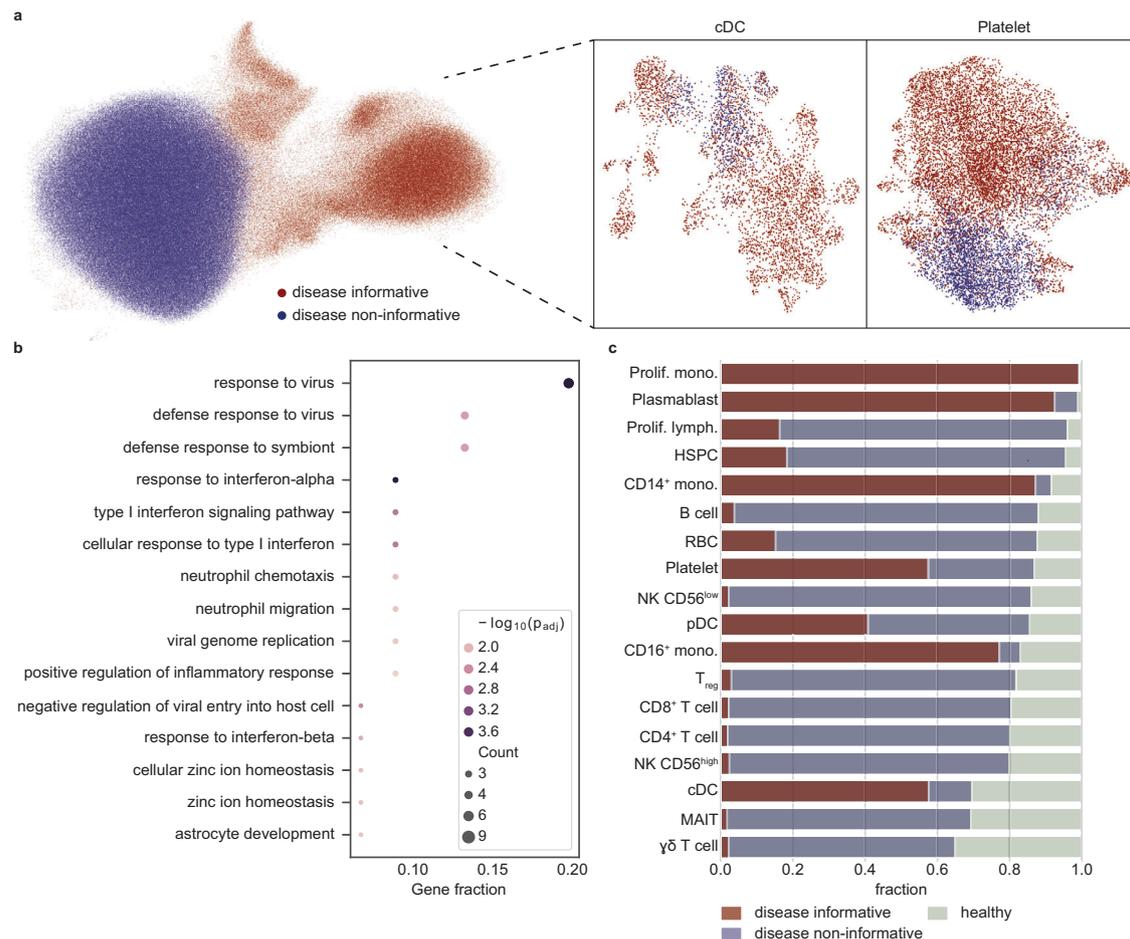 a
cDC
Platelet
disease informative
disease non-informative
b
response to virus
defense response to virus
defense response to symbiont
response to interferon-alpha
type I interferon signaling pathway
cellular response to type I interferon
neutrophil chemotaxis
neutrophil migration
viral genome replication
positive regulation of inflammatory response
negative regulation of viral entry into host cell
response to interferon-beta
cellular zinc ion homeostasis
zinc ion homeostasis
astrocyte development
− log₁₀(p_adj)
2.0
2.4
2.8
3.2
3.6
Count
3
4
6
9
0.10 0.15 0.20
Gene fraction
c
Prolif. mono.
Plasmablast
Prolif. lymph.
HSPC
CD14⁺ mono.
B cell
RBC
Platelet
NK CD56ˡᵒʷ
pDC
CD16⁺ mono.
T_reg
CD8⁺ T cell
CD4⁺ T cell
NK CD56ʰⁱᵍʰ
cDC
MAIT
γδ T cell
0.0 0.2 0.4 0.6 0.8 1.0
fraction
disease informative healthy
disease non-informative